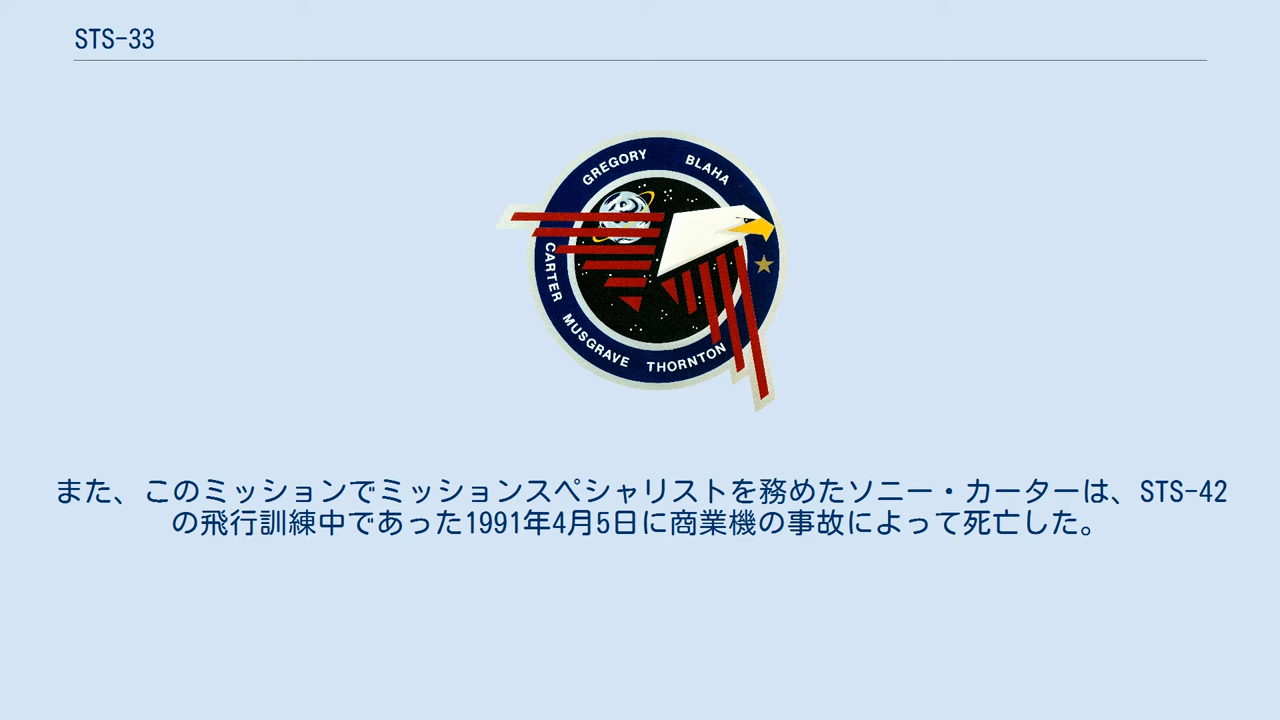 STS-33
GREGORY
BLAHA
CARTER
MUSGRAVE
THORNTON
また、このミッションでミッションスペシャリストを務めたソニー・カーターは、STS-42
の飛行訓練中であった1991年4月5日に商業機の事故によって死亡した。